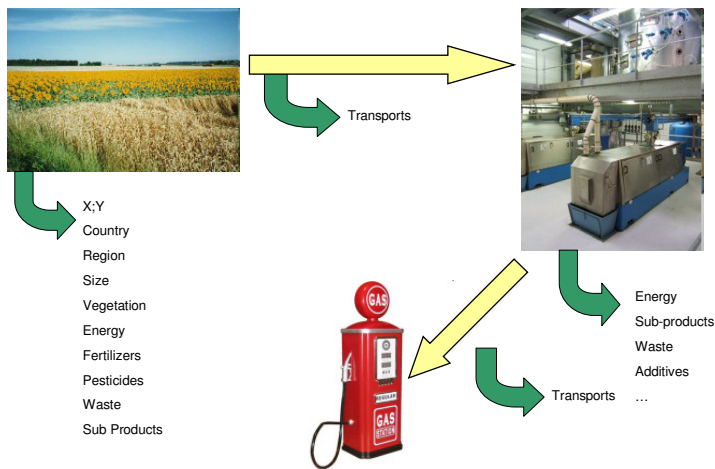 Transports
X;Y
Country
Region
Size
Vegetation
Energy
Fertilizers
Pesticides
Waste
Sub Products
GAS
REGULAR
GAS
STATION
Energy
Sub-products
Waste
Additives
...
Transports